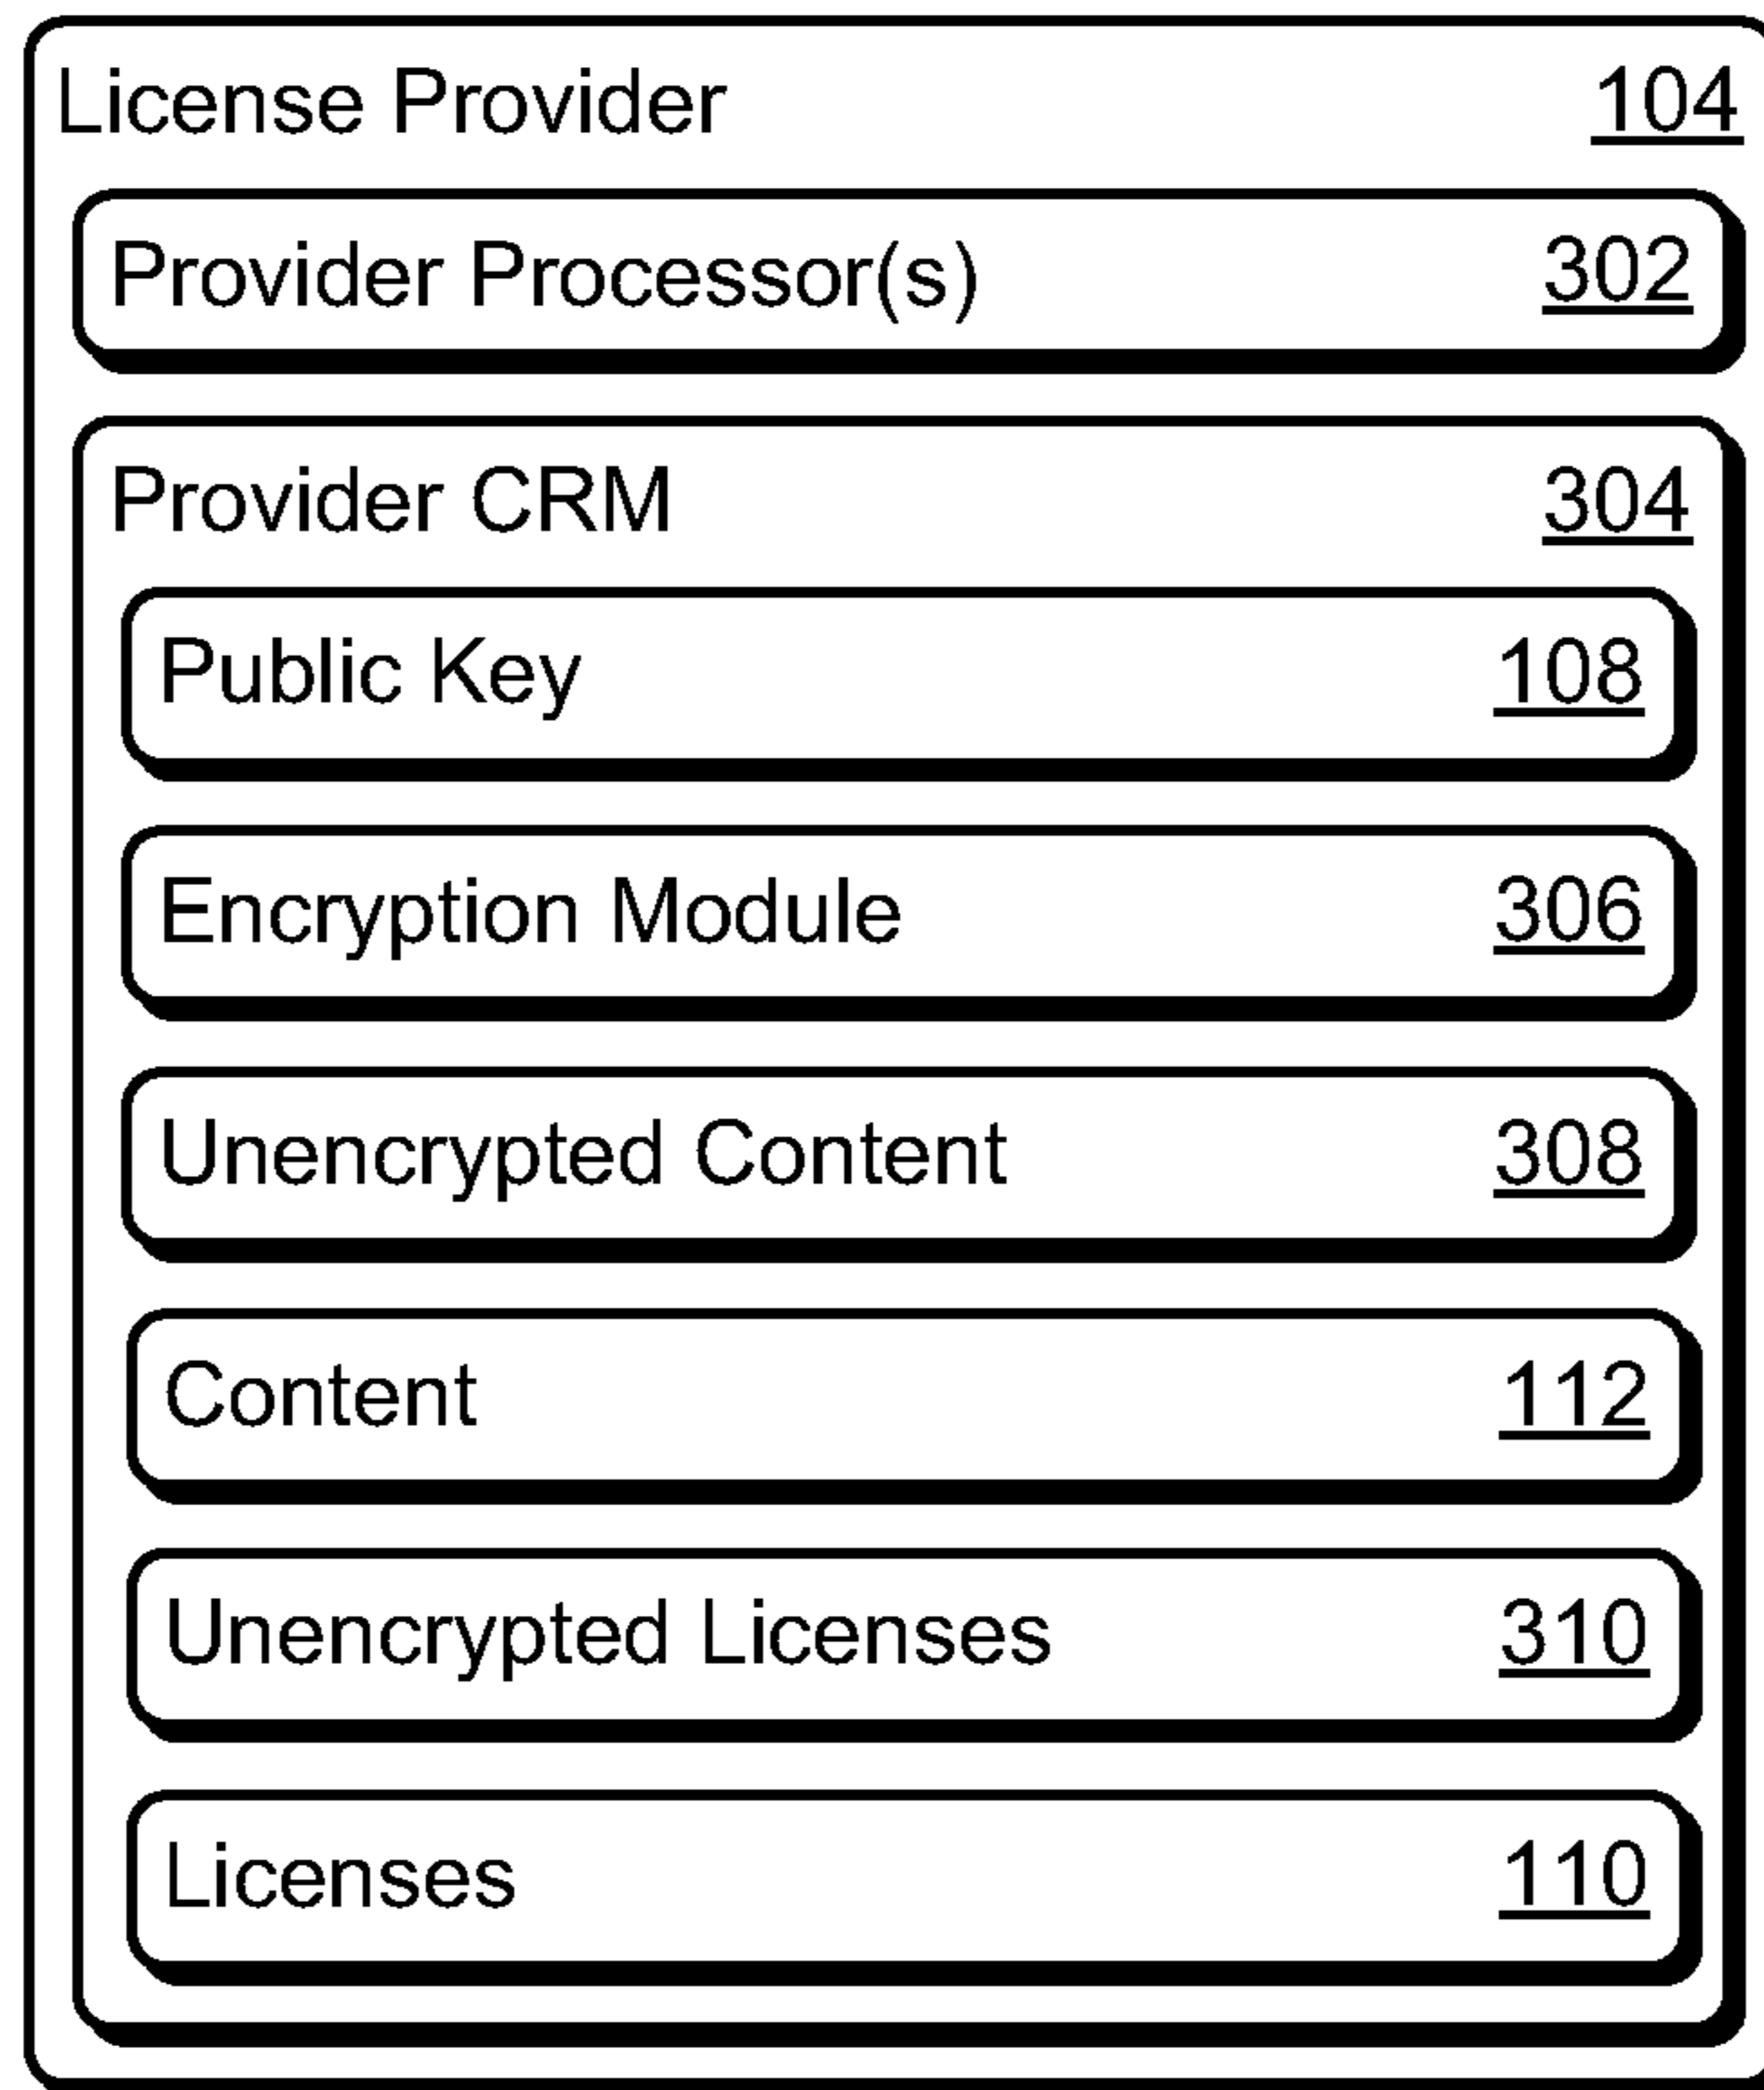 License Provider 104
Provider Processor(s) 302
Provider CRM 304
Public Key 108
Encryption Module 306
Unencrypted Content 308
Content 112
Unencrypted Licenses 310
Licenses 110